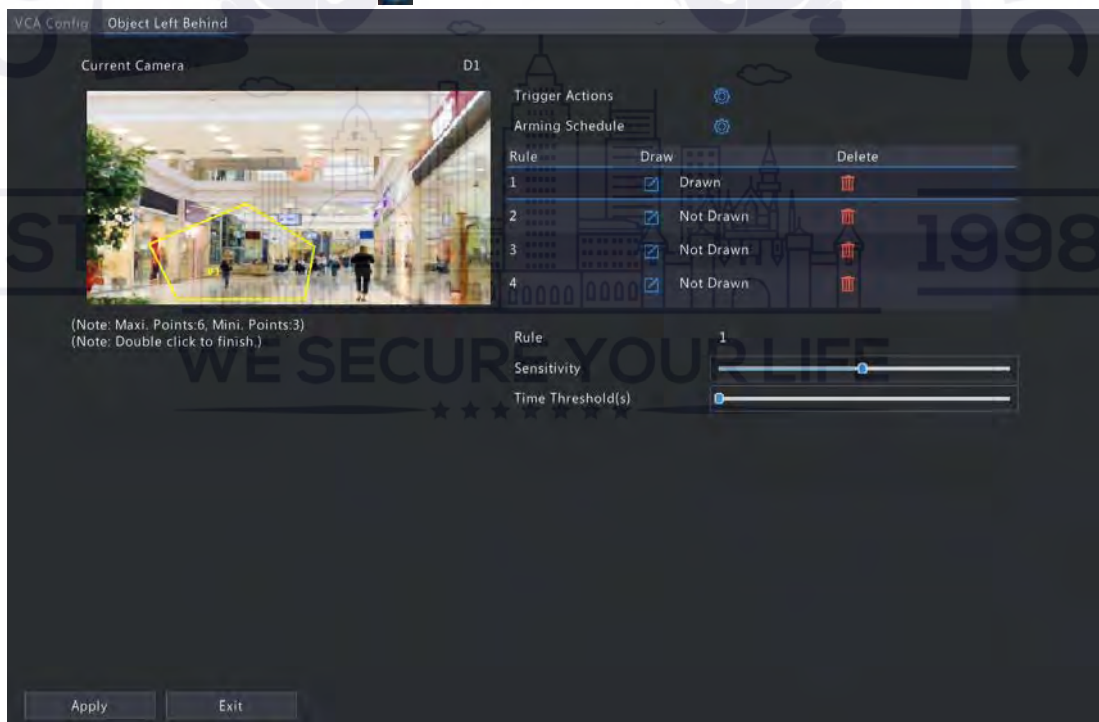 VCA Config Object Left Behind
Current Camera D1
Trigger Actions
Arming Schedule
Rule Draw Delete
1 Drawn
2 Not Drawn
3 Not Drawn
4 Not Drawn
(Note: Maxi. Points:6, Mini. Points:3)
(Note: Double click to finish.)
Rule 1
Sensitivity
Time Threshold(s)
1998
WE SECURE YOUR LIFE
Apply Exit